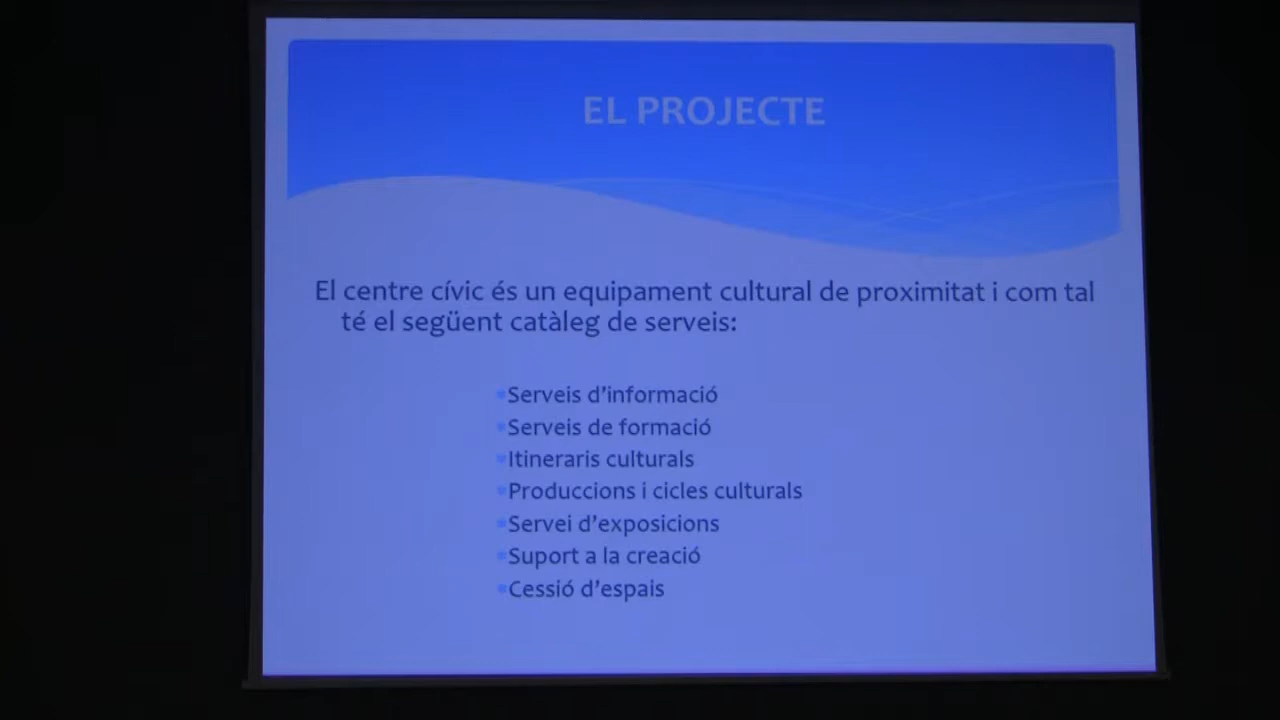 EL PROJECTE
El centre cívic és un equipament cultural de proximitat i com tal
té el següent catàleg de serveis:
Serveis d'informació
Serveis de formació
Itineraris culturals
Produccions i cicles culturals
Servei d'exposicions
Suport a la creació
Cessió d'espais